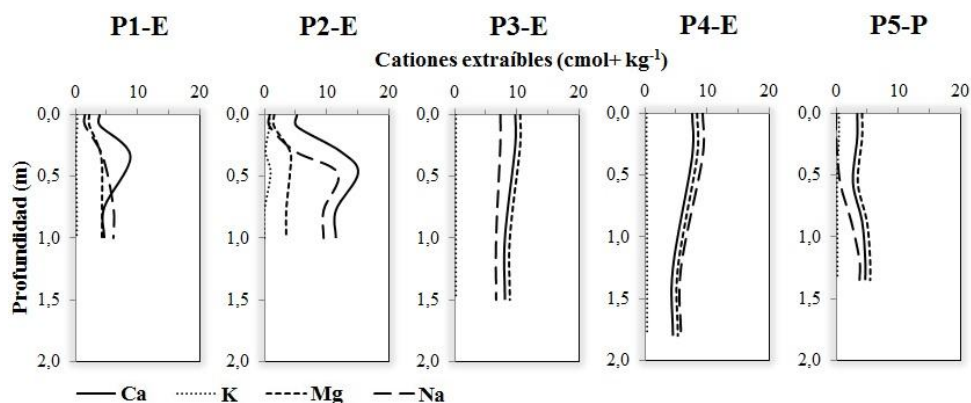 P1-E P2-E P3-E P4-E P5-P
Cationes extraíbles (cmol+ kg-1)
0 10 20 0 10 20 0 10 20 0 10 20 0 10 20
0,0 0,0 0,0 0,0 0,0
0,5 0,5 0,5 0,5 0,5
1,0 1,0 1,0 1,0 1,0
1,5 1,5 1,5 1,5 1,5
2,0 2,0 2,0 2,0 2,0
Profundidad (m)
Ca K Mg Na